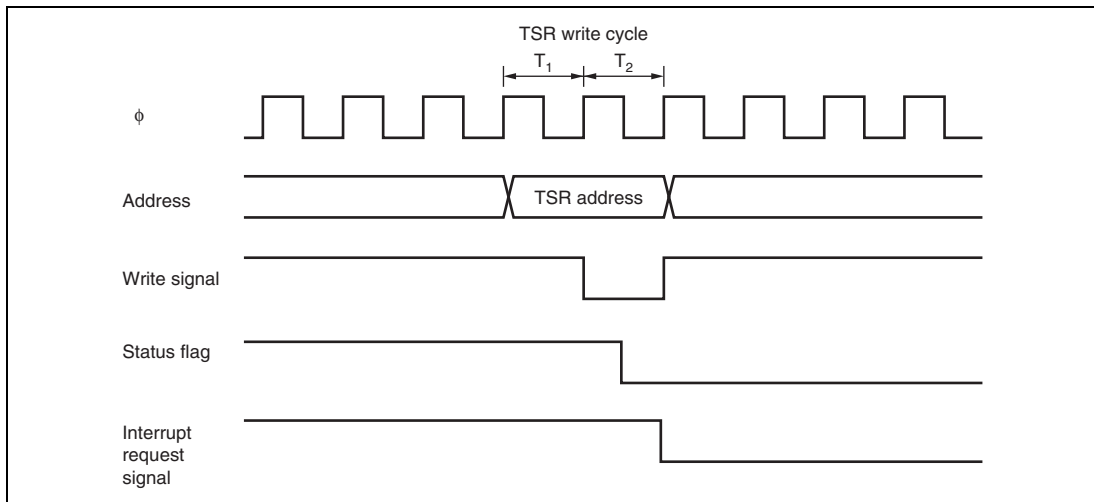 TSR write cycle
T1 T2
ϕ
Address
TSR address
Write signal
Status flag
Interrupt
request
signal